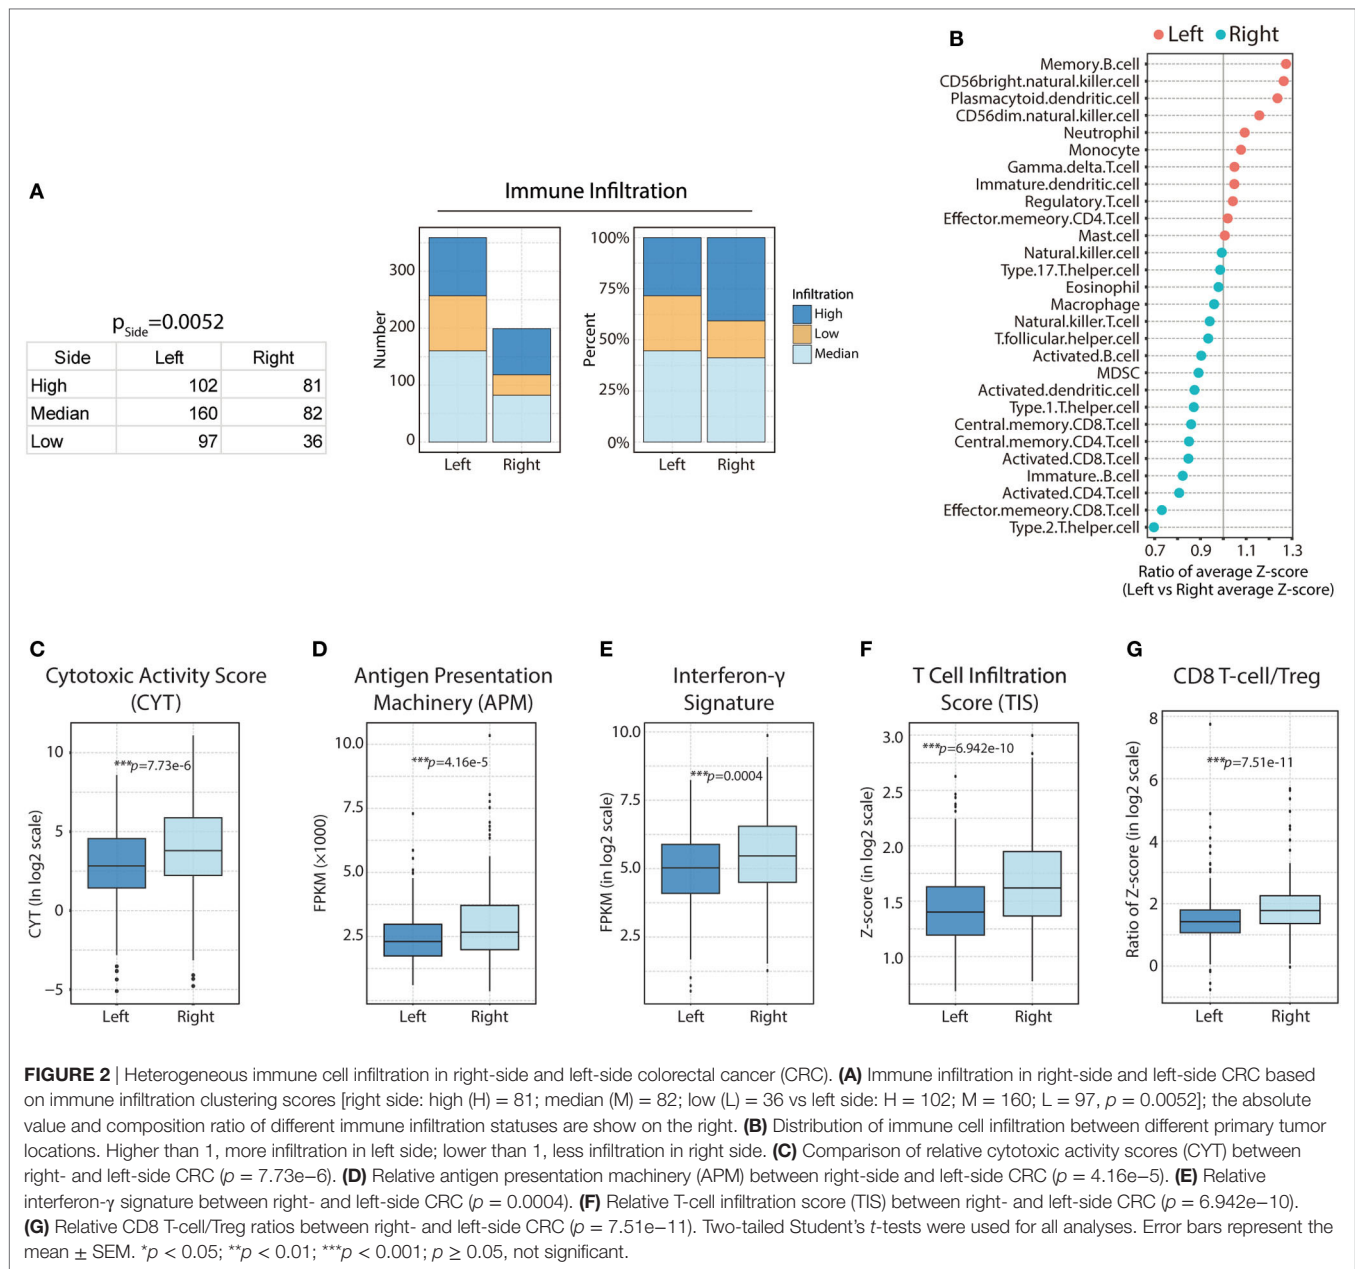 A
Immune Infiltration
p Side=0.0052
Side Left Right
High 102 81
Median 160 82
Low 97 36
Number
300
200
100
0
Left Right
Percent
100%
75%
50%
25%
0%
Left Right
Infiltration
High
Low
Median
B
Left Right
Memory.B.cell
CD56bright.natural.killer.cell
Plasmacytoid.dendritic.cell
CD56dim.natural.killer.cell
Neutrophil
Monocyte
Gamma.delta.T.cell
Immature.dendritic.cell
Regulatory.T.cell
Effector.memeory.CD4.T.cell
Mast.cell
Natural.killer.cell
Type.17.T.helper.cell
Eosinophil
Macrophage
Natural.killer.T.cell
T.follicular.helper.cell
Activated.B.cell
MDSC
Activated.dendritic.cell
Type.1.T.helper.cell
Central.memory.CD8.T.cell
Central.memory.CD4.T.cell
Activated.CD8.T.cell
Immature..B.cell
Activated.CD4.T.cell
Effector.memeory.CD8.T.cell
Type.2.T.helper.cell
0.7 0.9 1.1 1.3
Ratio of average Z-score
(Left vs Right average Z-score)
C
Cytotoxic Activity Score
(CYT)
***p=7.73e-6
CYT (In log2 scale)
10
5
0
−5
Left Right
D
Antigen Presentation
Machinery (APM)
***p=4.16e-5
FPKM (×1000)
10.0
7.5
5.0
2.5
Left Right
E
Interferon-γ
Signature
***p=0.0004
FPKM (in log2 scale)
10.0
7.5
5.0
2.5
Left Right
F
T Cell Infiltration
Score (TIS)
***p=6.942e-10
Z-score (in log2 scale)
3.0
2.5
2.0
1.5
1.0
Left Right
G
CD8 T-cell/Treg
***p=7.51e-11
Ratio of Z-score (in log2 scale)
8
6
4
2
0
Left Right
FIGURE 2 | Heterogeneous immune cell infiltration in right-side and left-side colorectal cancer (CRC). (A) Immune infiltration in right-side and left-side CRC based
on immune infiltration clustering scores [right side: high (H) = 81; median (M) = 82; low (L) = 36 vs left side: H = 102; M = 160; L = 97, p = 0.0052]; the absolute
value and composition ratio of different immune infiltration statuses are show on the right. (B) Distribution of immune cell infiltration between different primary tumor
locations. Higher than 1, more infiltration in left side; lower than 1, less infiltration in right side. (C) Comparison of relative cytotoxic activity scores (CYT) between
right- and left-side CRC (p = 7.73e−6). (D) Relative antigen presentation machinery (APM) between right-side and left-side CRC (p = 4.16e−5). (E) Relative
interferon-γ signature between right- and left-side CRC (p = 0.0004). (F) Relative T-cell infiltration score (TIS) between right- and left-side CRC (p = 6.942e−10).
(G) Relative CD8 T-cell/Treg ratios between right- and left-side CRC (p = 7.51e−11). Two-tailed Student's t-tests were used for all analyses. Error bars represent the
mean ± SEM. *p < 0.05; **p < 0.01; ***p < 0.001; p ≥ 0.05, not significant.